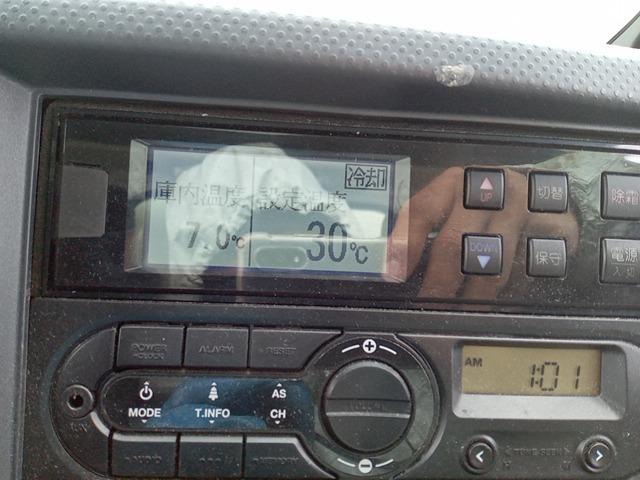 冷却
庫内温度 設定温度
7.0℃ 30℃
UP 切替 除霜
DOWN 保守 電源
入/切
POWER ALARM RESET
AM 1:01
AS
MODE T.INFO CH